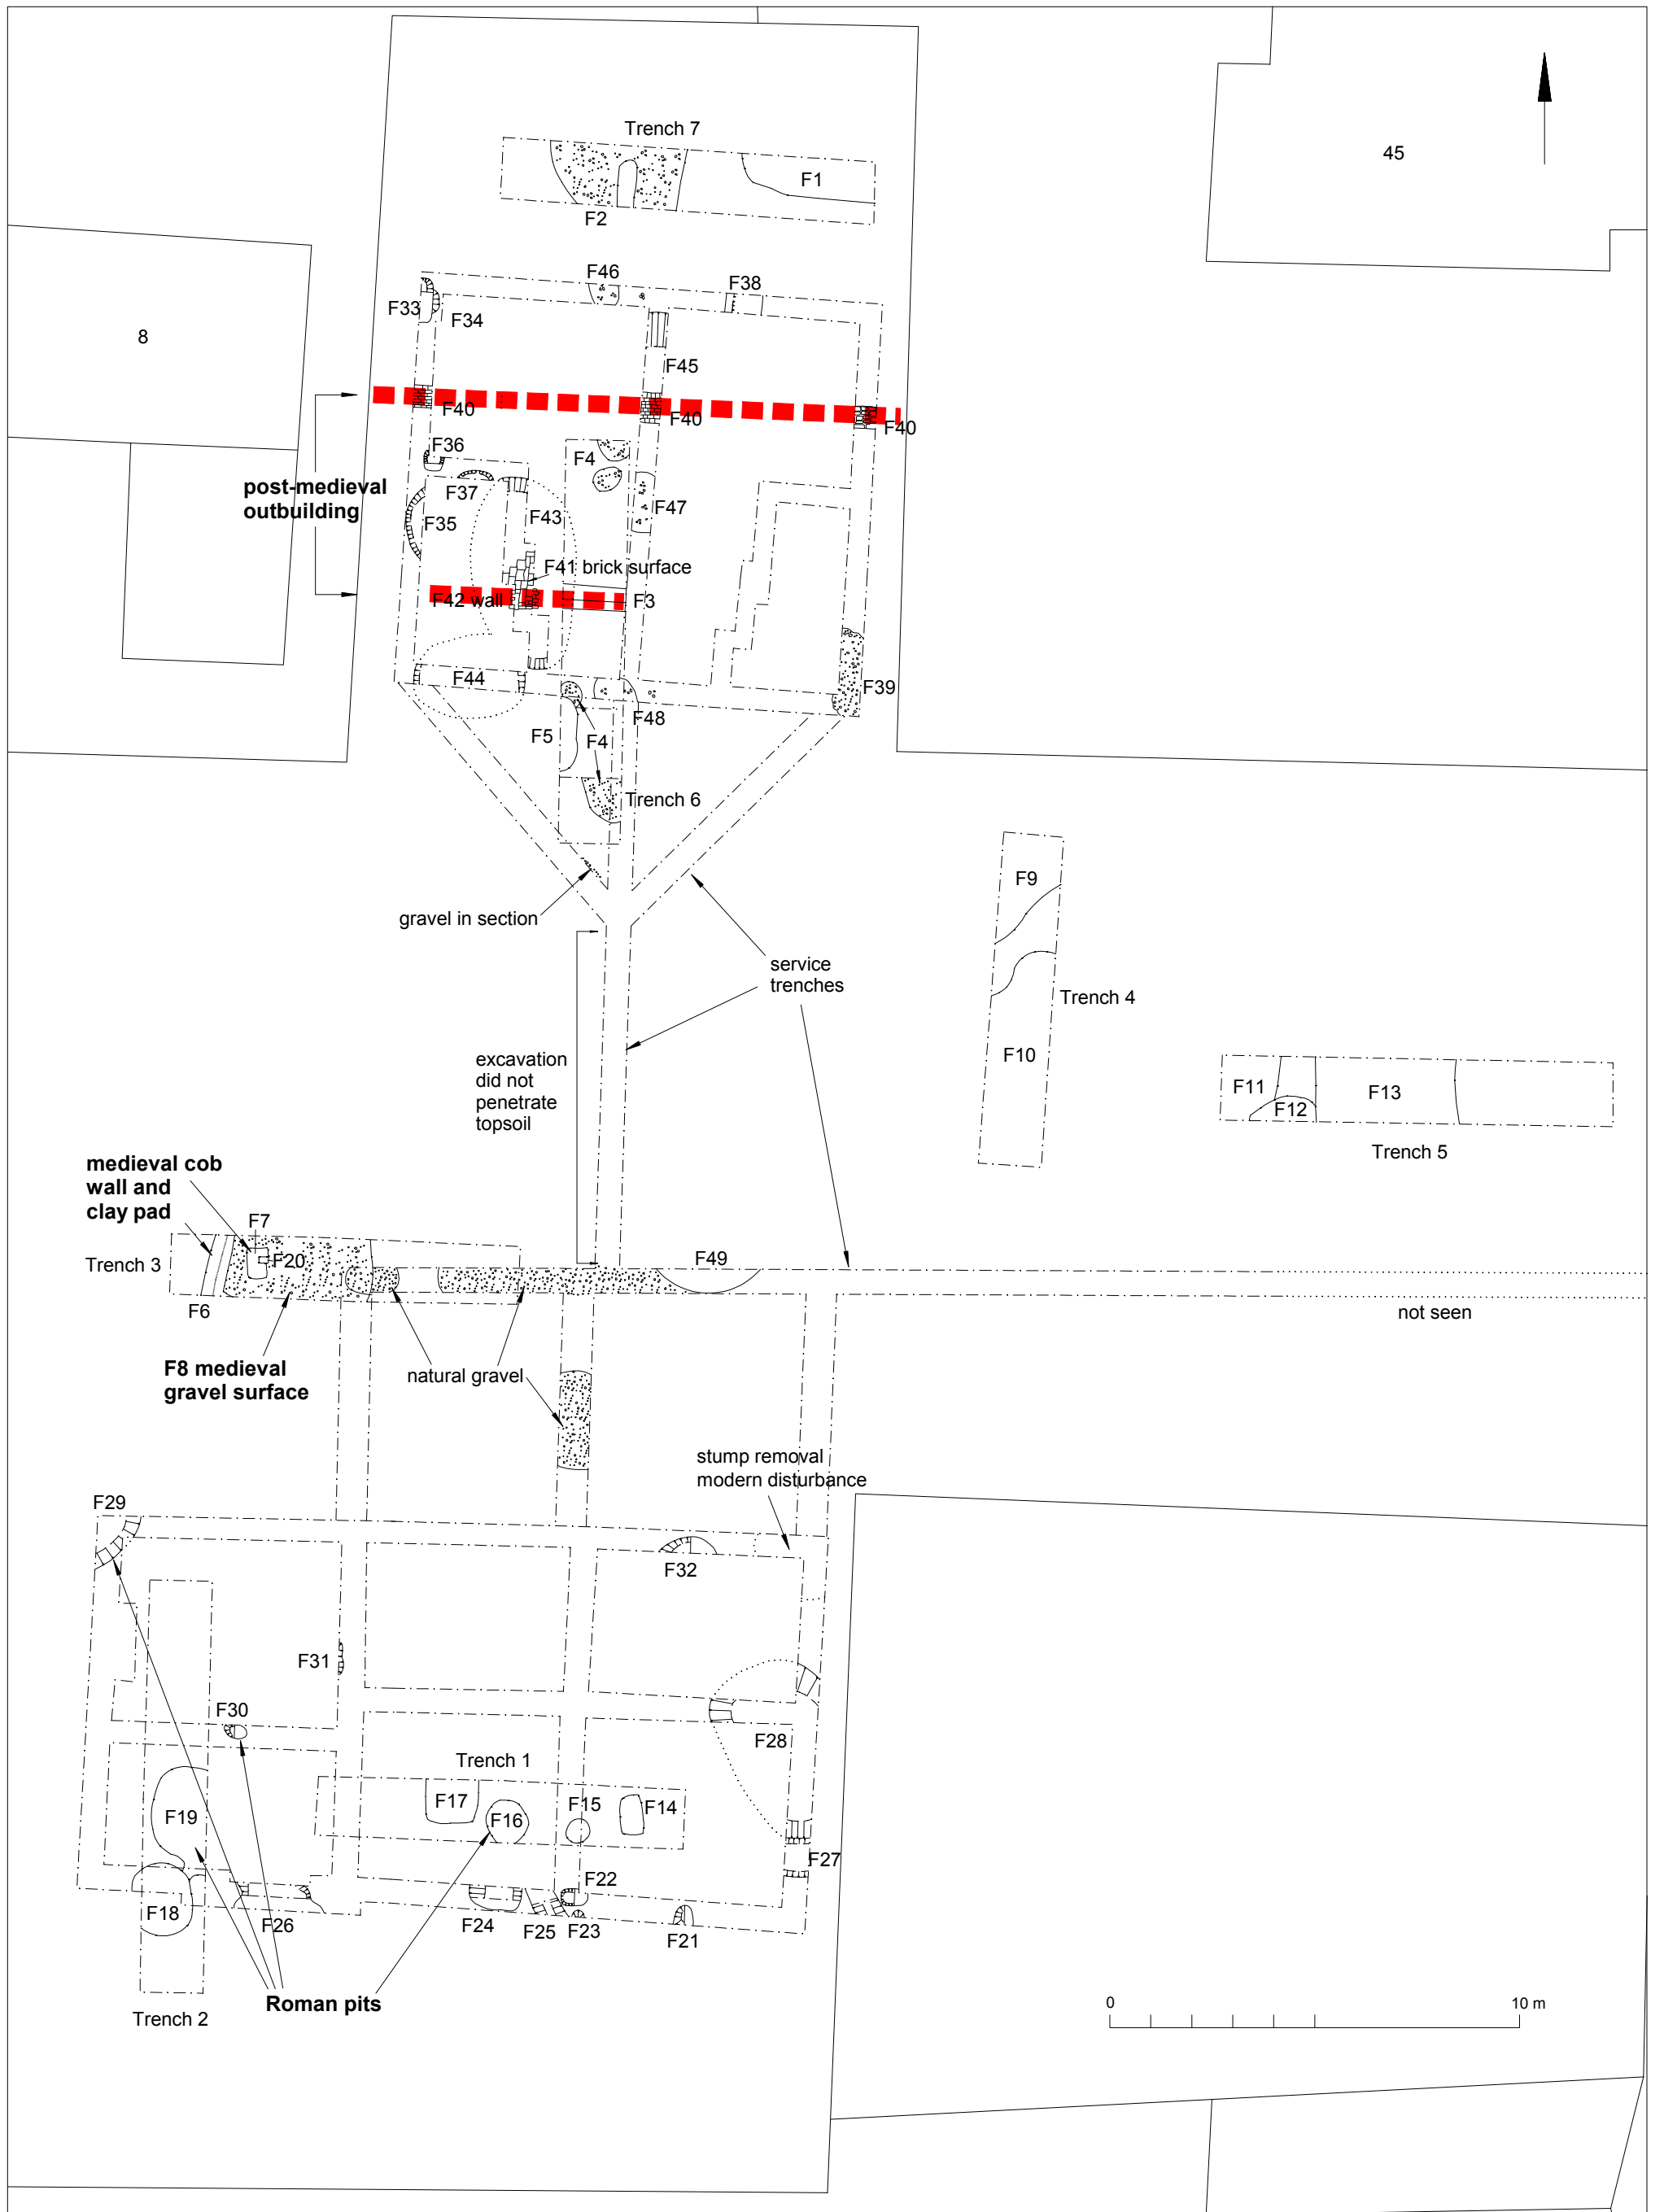 Trench 7
45
F1
F2
F46
F38
F33
F34
8
F45
F40
F40
F40
F36
F4
F37
post-medieval
outbuilding
F47
F43
F35
F41 brick surface
F42 wall
F3
F44
F39
F48
F5
F4
Trench 6
F9
gravel in section
service
trenches
Trench 4
F10
excavation
did not
penetrate
topsoil
F11
F13
F12
Trench 5
medieval cob
wall and
clay pad
F7
F20
F49
Trench 3
F6
not seen
F8 medieval
gravel surface
natural gravel
stump removal
modern disturbance
F29
F32
F31
F30
F28
Trench 1
F17
F15
F14
F16
F19
F27
F22
F18
F26
F24
F25
F23
F21
Roman pits
Trench 2
0
10 m